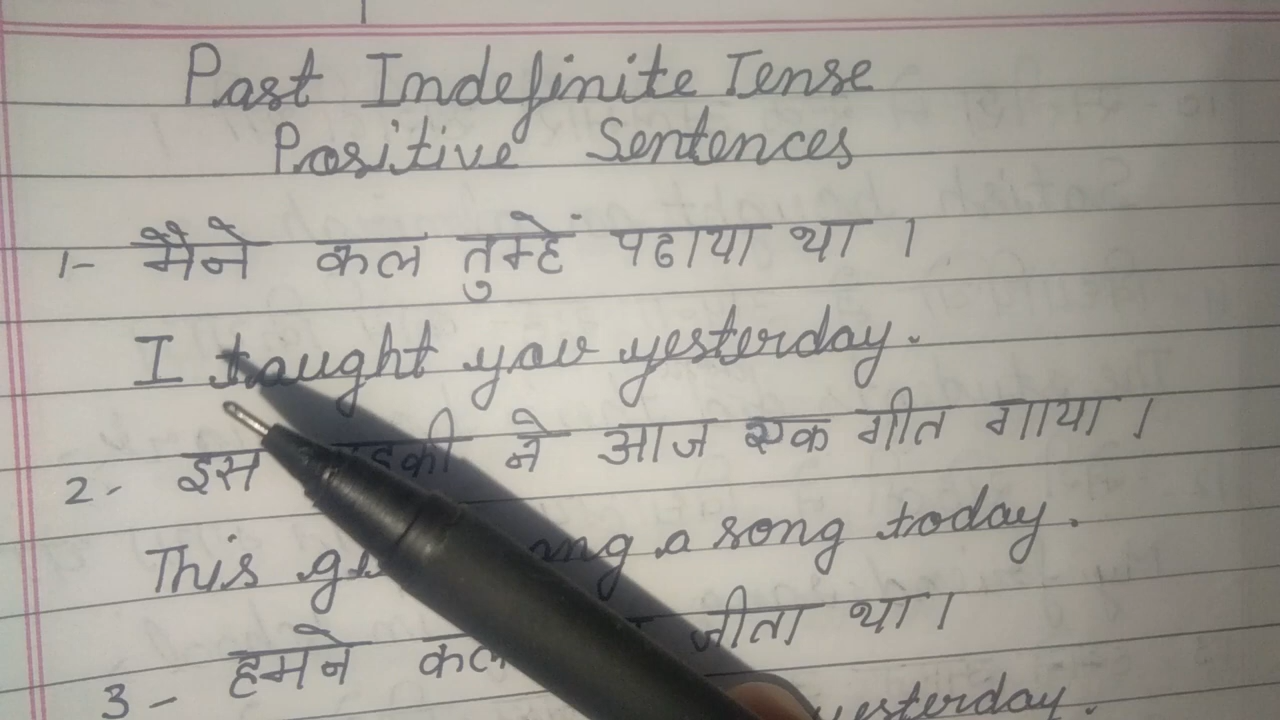 Past Indefinite Tense
Positive Sentences
1- मैंने कल तुम्हें पढाया था ।
I taught you yesterday.
2- इस ने आज एक गीत गाया ।
This a song today.
3- हमने जीता था ।
yesterday.